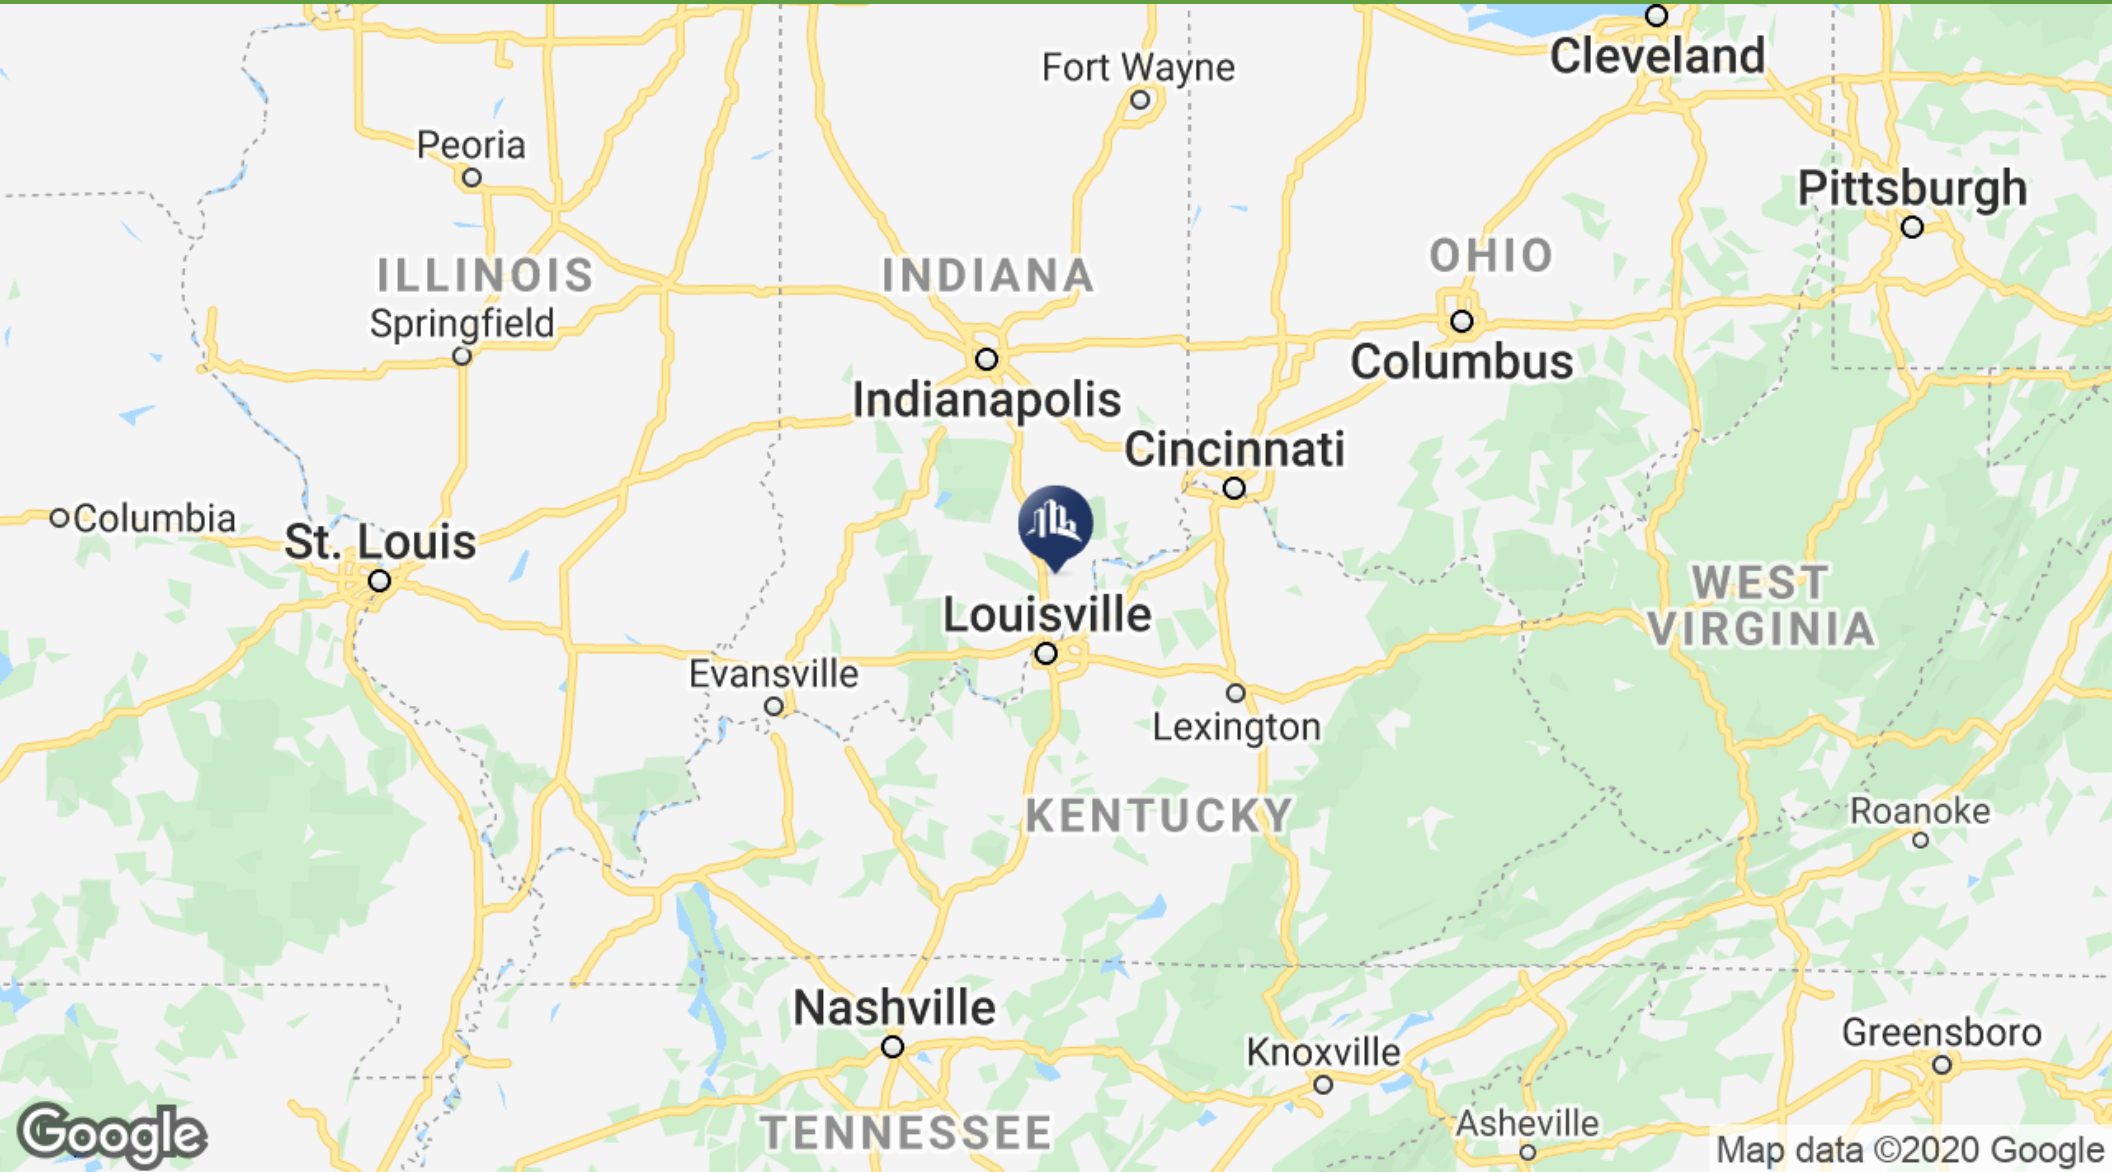 Cleveland
Fort Wayne
Peoria
Pittsburgh
OHIO
ILLINOIS
INDIANA
Springfield
Columbus
Indianapolis
Cincinnati
Columbia
St. Louis
WEST
VIRGINIA
Louisville
Evansville
Lexington
KENTUCKY
Roanoke
Nashville
Greensboro
Knoxville
Asheville
TENNESSEE
Google
Map data ©2020 Google